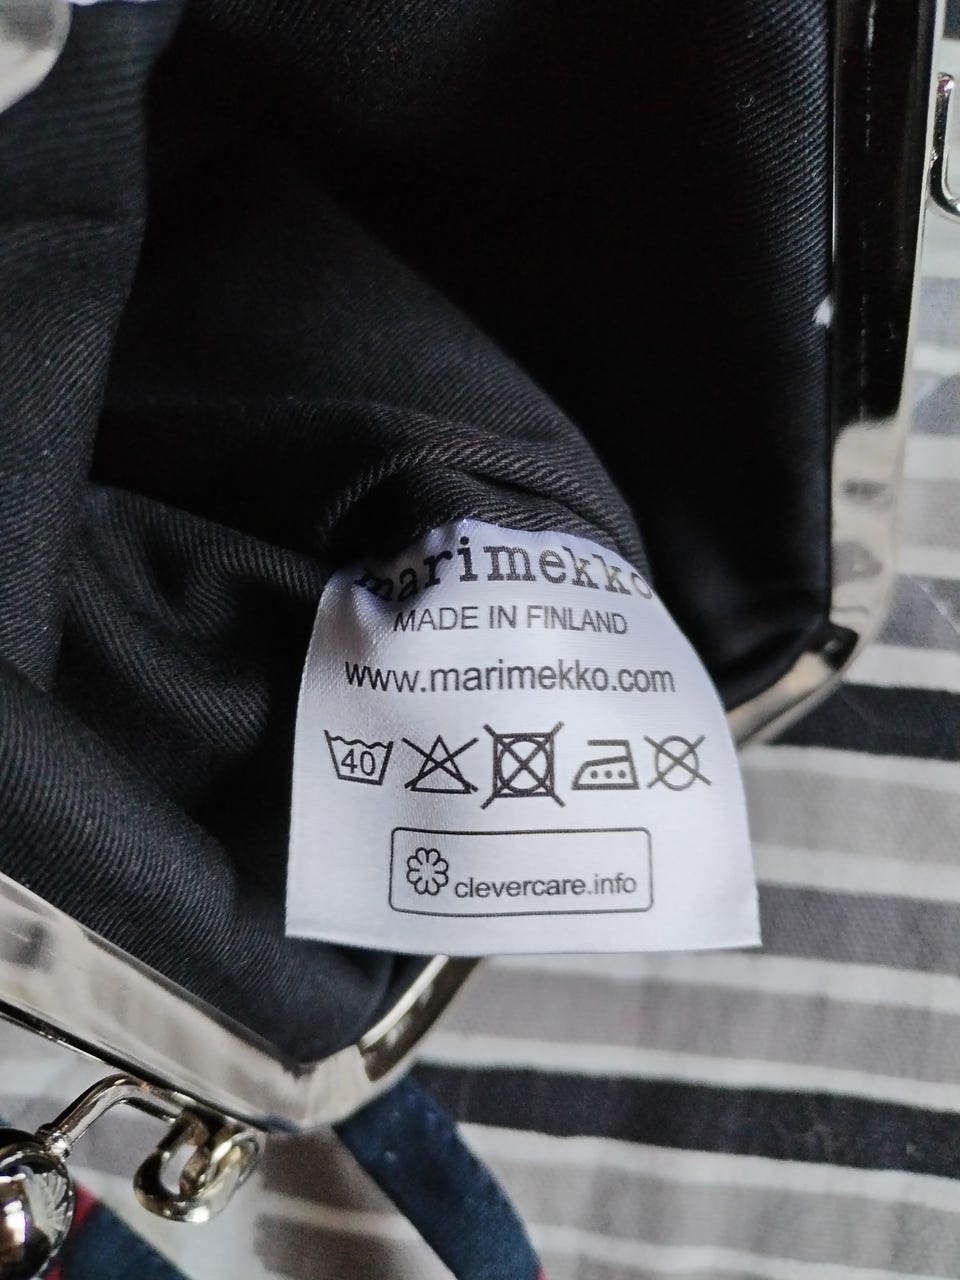 marimekko
MADE IN FINLAND
www.marimekko.com
40
clevercare.info